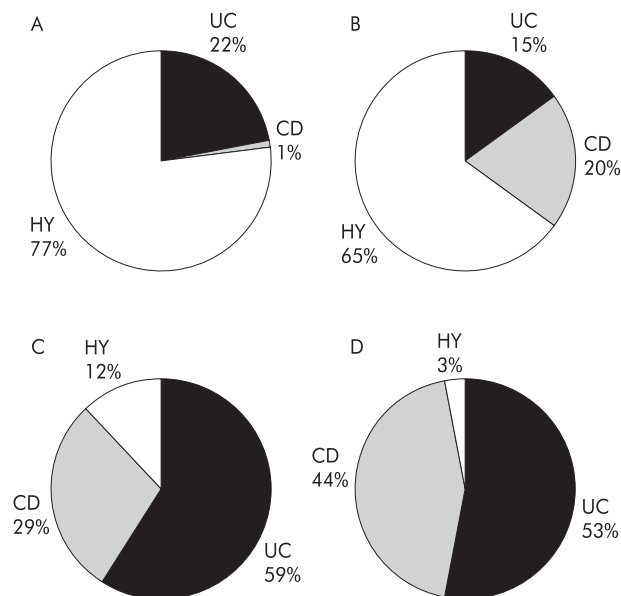 A
UC
22%
CD
1%
HY
77%
B
UC
15%
CD
20%
HY
65%
C
HY
12%
CD
29%
UC
59%
D
HY
3%
CD
44%
UC
53%